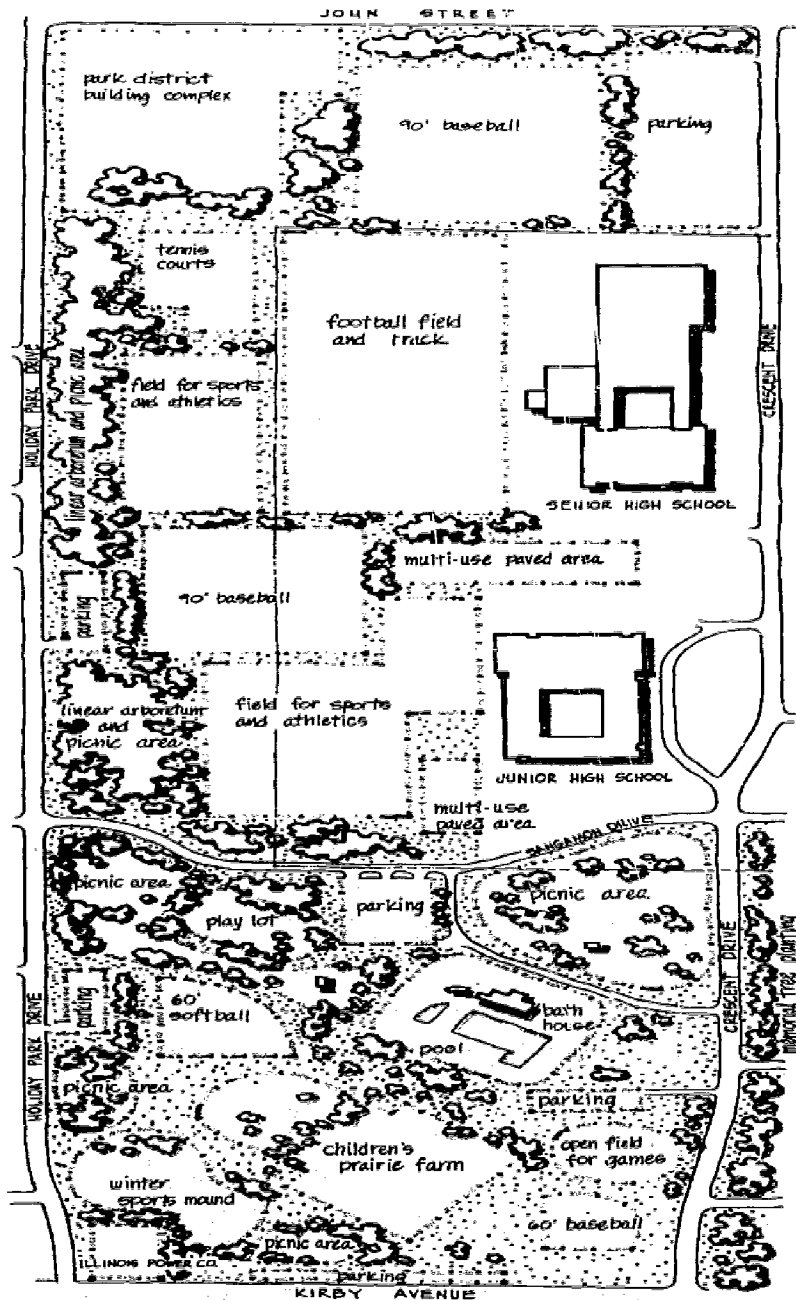 JOHN STREET
park district
building complex
90' baseball
parking
tennis
courts
football field
and track
HOLIDAY PARK DRIVE
linear arboretum and picnic area
field for sports
and athletics
CRESCENT DRIVE
SENIOR HIGH SCHOOL
multi-use paved area
90' baseball
parking
linear arboretum
and
picnic area
field for sports
and athletics
JUNIOR HIGH SCHOOL
multi-use
paved area
SANGAMON DRIVE
picnic area
play lot
parking
picnic area
HOLIDAY PARK DRIVE
parking
60'
softball
bath
house
pool
CRESCENT DRIVE
memorial tree planting
picnic area
parking
children's
prairie farm
open field
for games
winter
sports mound
60' baseball
picnic area
ILLINOIS POWER CO.
parking
KIRBY AVENUE